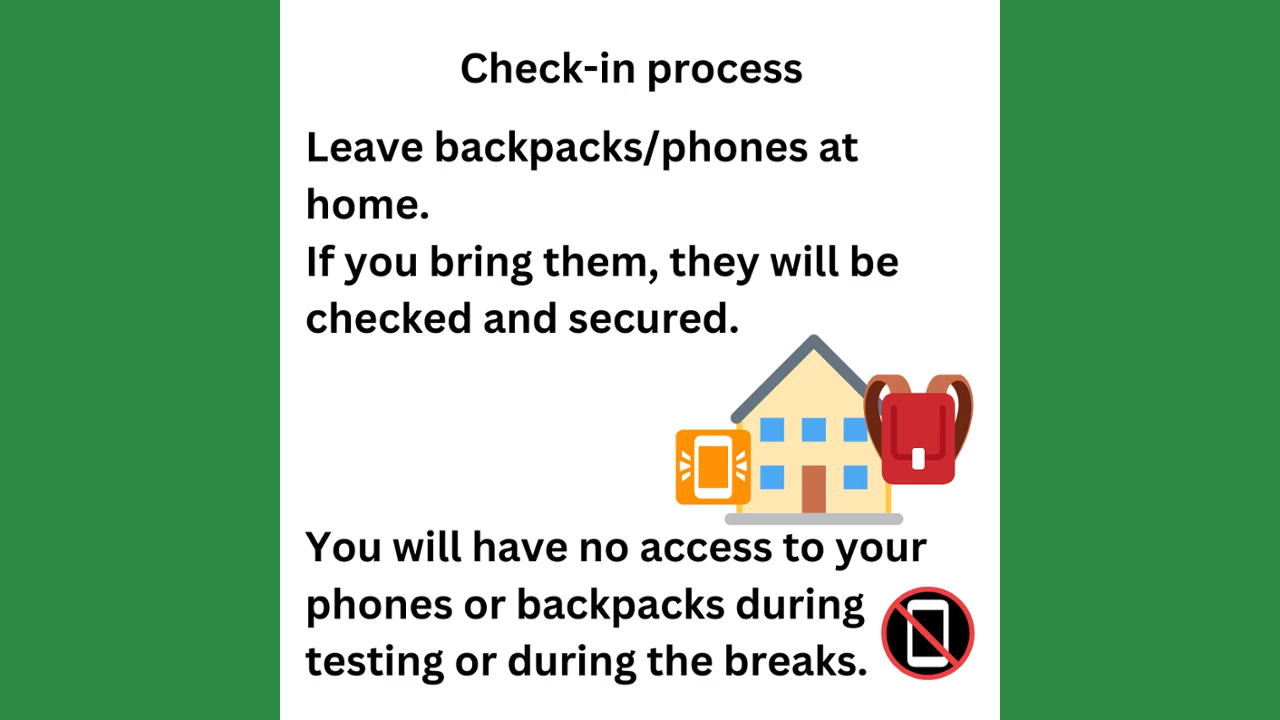 Check-in process
Leave backpacks/phones at
home.
If you bring them, they will be
checked and secured.
You will have no access to your
phones or backpacks during
testing or during the breaks.